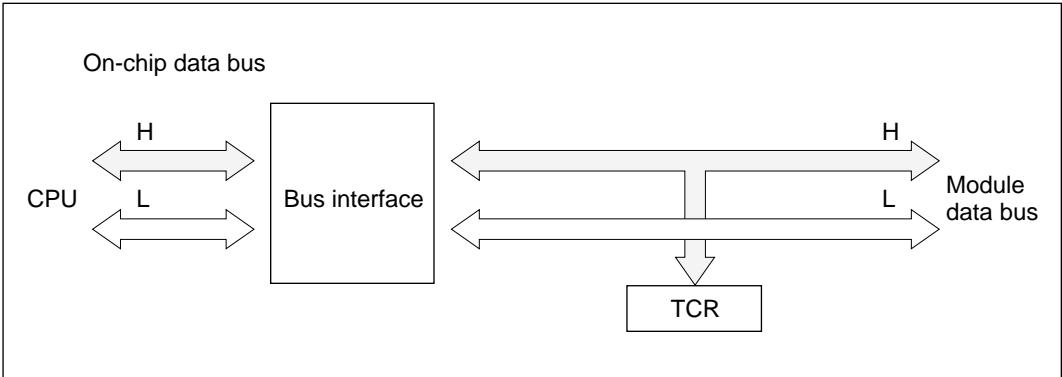 On-chip data bus
H
H
CPU
L
Bus interface
L
Module
data bus
TCR